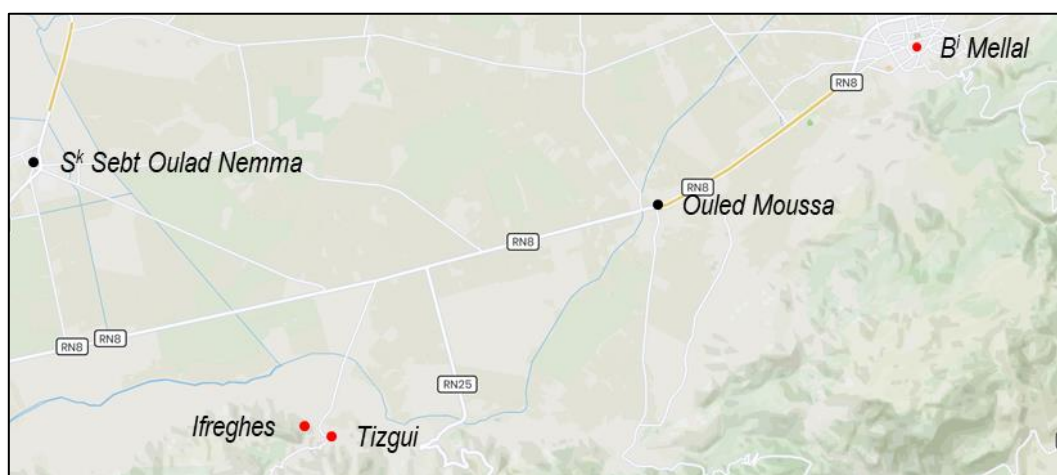 Bⁱ Mellal
RN8
Sᵏ Sebt Oulad Nemma
RN8
Ouled Moussa
RN8
RN8
RN8
RN25
Ifreghes
Tizgui